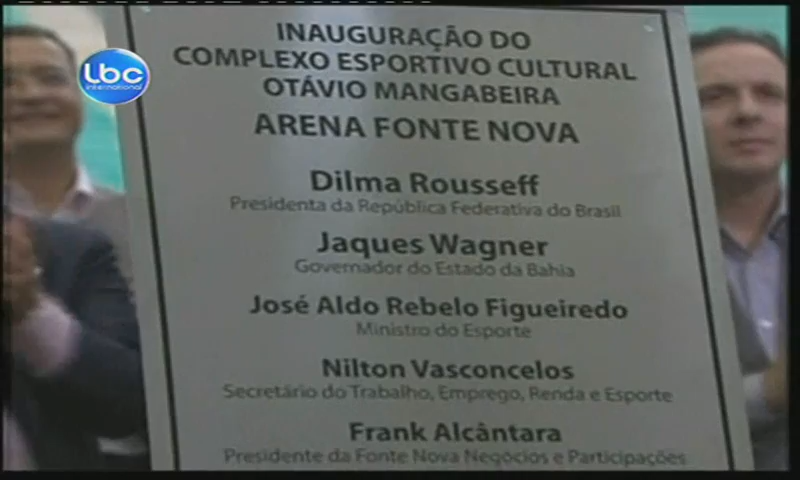 lbc
international
INAUGURAÇÃO DO
COMPLEXO ESPORTIVO CULTURAL
OTÁVIO MANGABEIRA
ARENA FONTE NOVA
Dilma Rousseff
Presidenta da República Federativa do Brasil
Jaques Wagner
Governador do Estado da Bahia
José Aldo Rebelo Figueiredo
Ministro do Esporte
Nilton Vasconcelos
Secretário do Trabalho, Emprego, Renda e Esporte
Frank Alcântara
Presidente da Fonte Nova Negócios e Participações